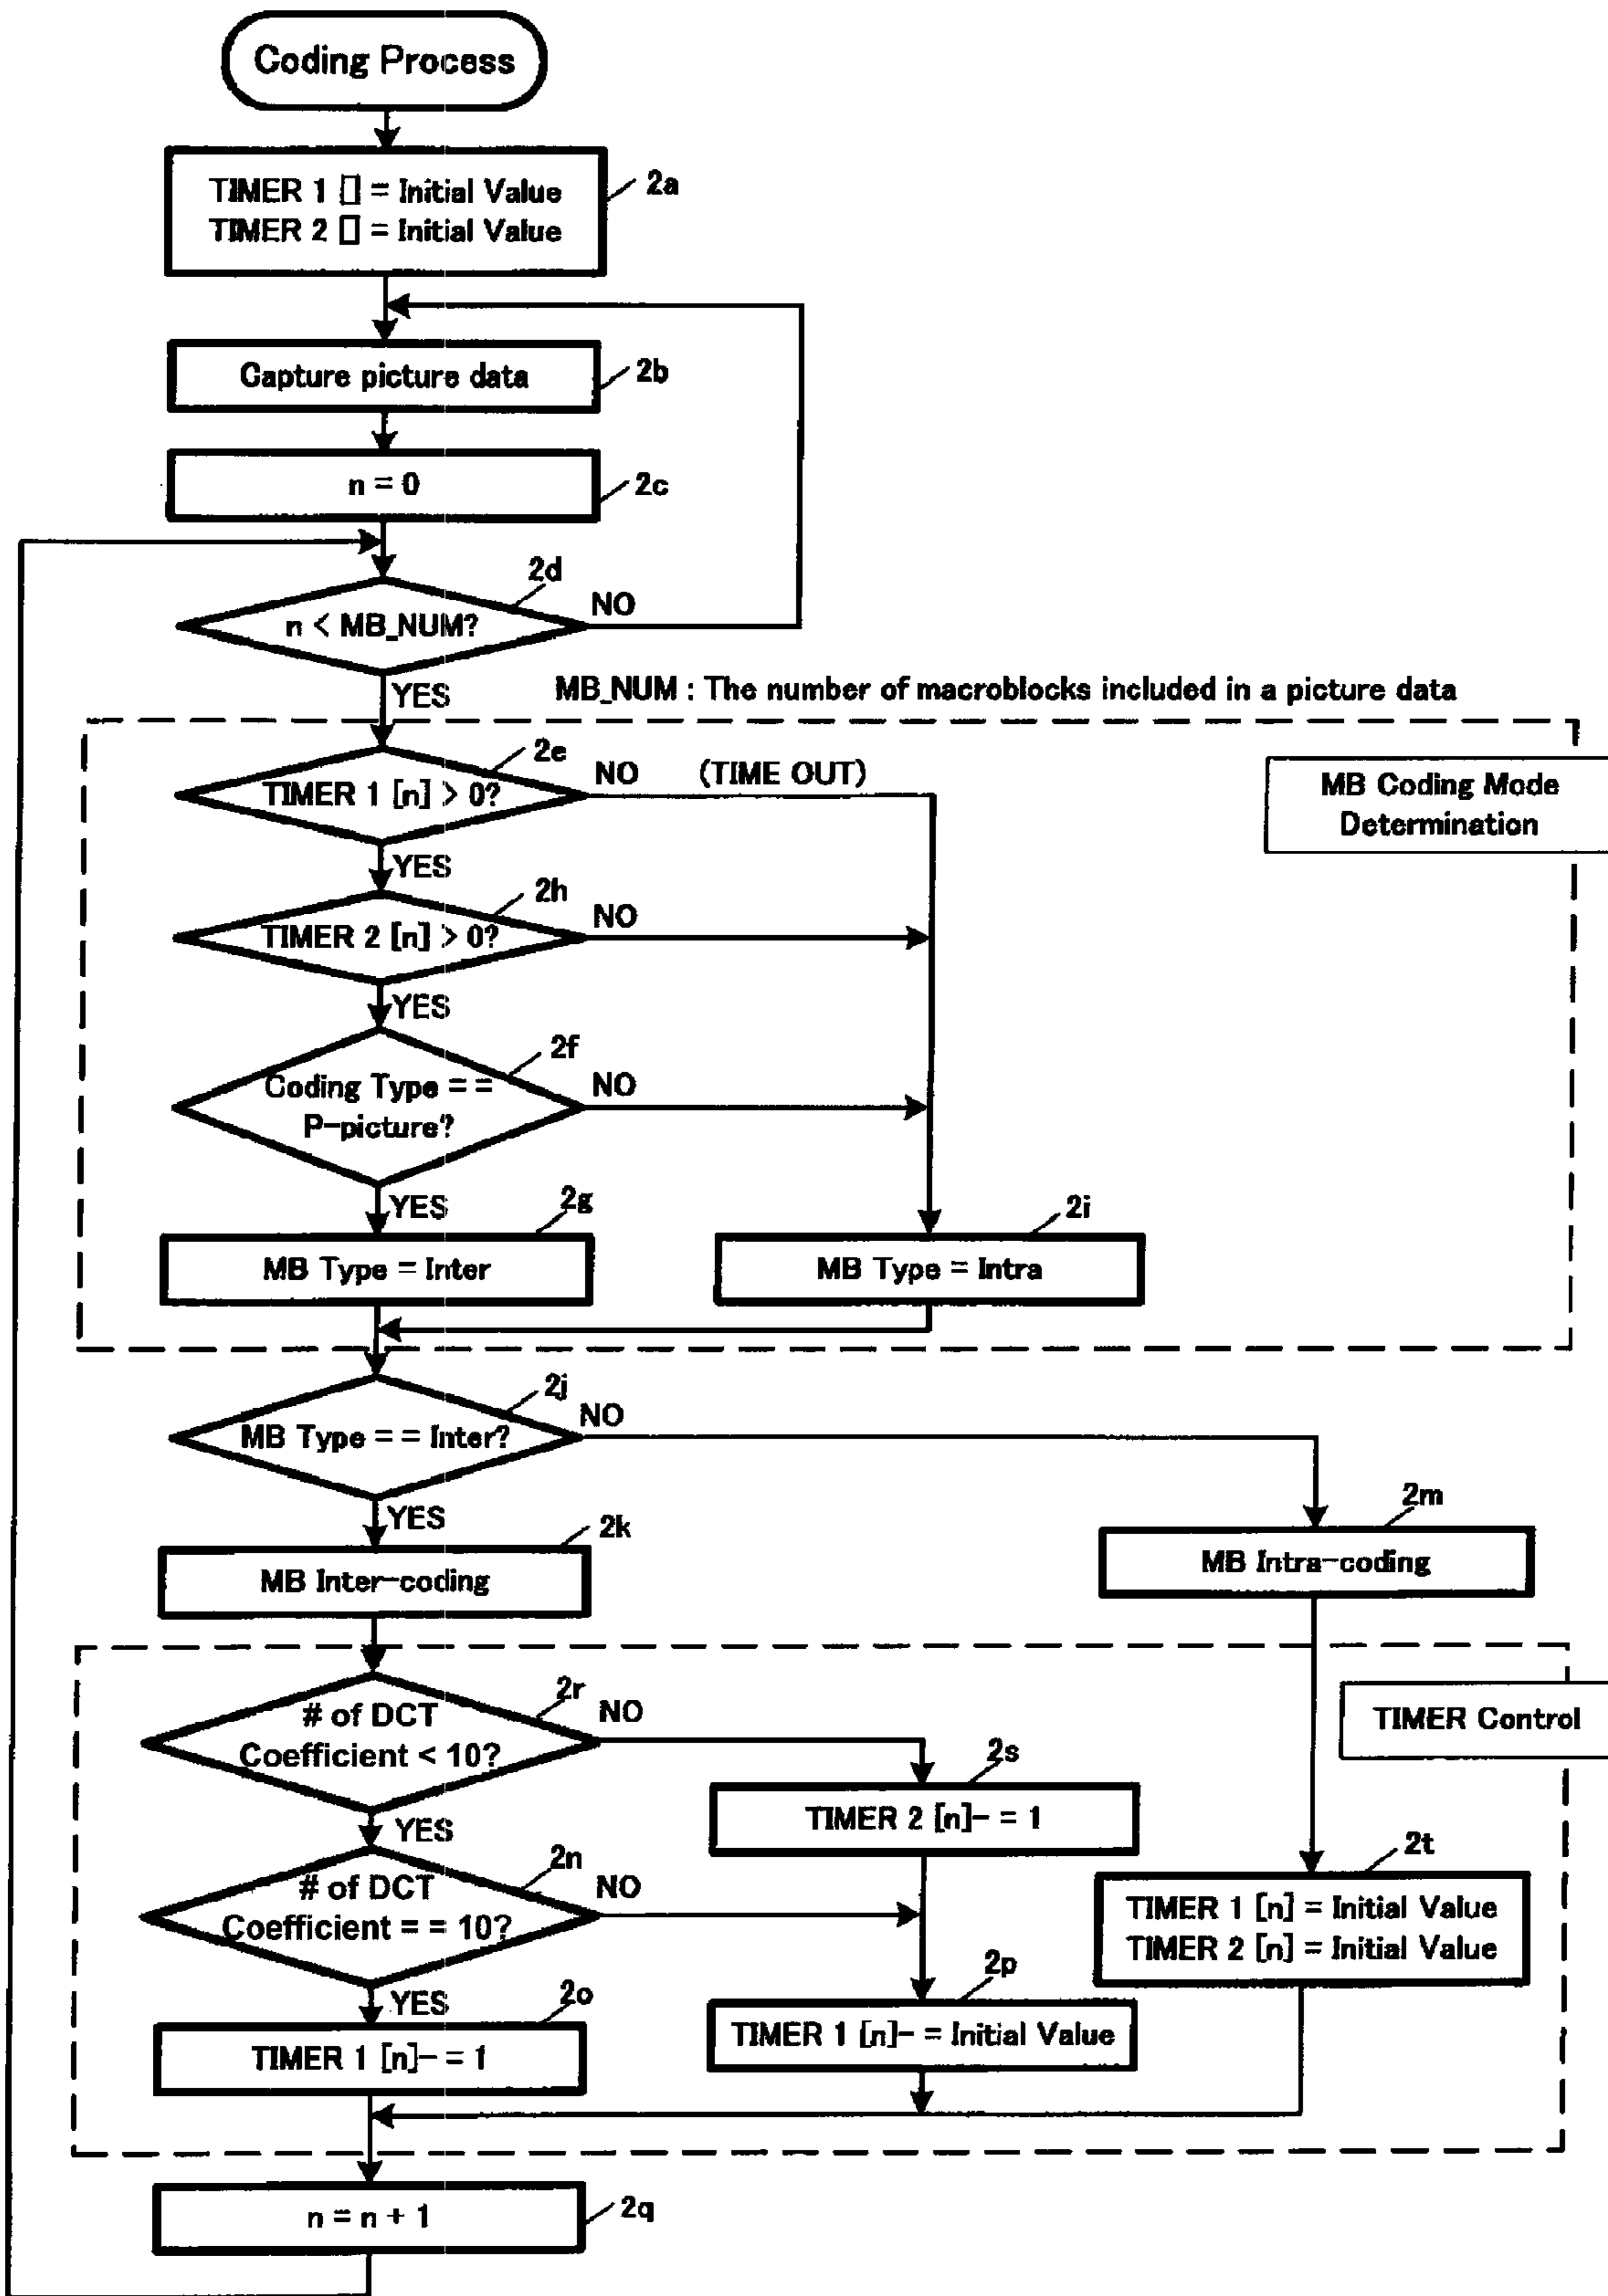 Coding Process
TIMER 1 [] = Initial Value
TIMER 2 [] = Initial Value
2a
Capture picture data
2b
n = 0
2c
2d
n < MB_NUM?
NO
YES
MB_NUM : The number of macroblocks included in a picture data
2e
TIMER 1 [n] > 0?
NO (TIME OUT)
MB Coding Mode
Determination
YES
2h
TIMER 2 [n] > 0?
NO
YES
2f
Coding Type = =
P-picture?
NO
YES
2g
MB Type = Inter
2i
MB Type = Intra
2j
MB Type = = Inter?
NO
YES
2k
MB Inter-coding
2m
MB Intra-coding
2r
# of DCT
Coefficient < 10?
NO
TIMER Control
2s
TIMER 2 [n]- = 1
YES
2n
# of DCT
Coefficient = = 10?
NO
2t
TIMER 1 [n] = Initial Value
TIMER 2 [n] = Initial Value
YES
2o
TIMER 1 [n]- = 1
2p
TIMER 1 [n]- = Initial Value
n = n + 1
2q